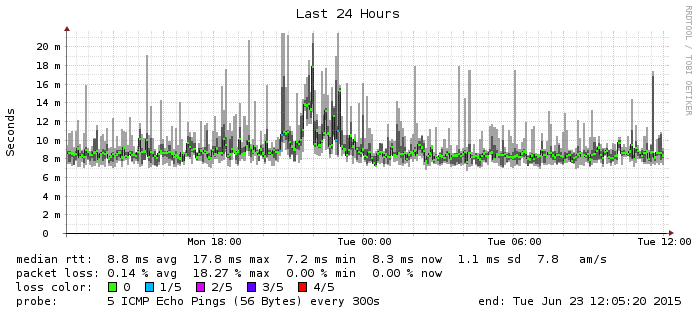 Last 24 Hours
RRDTOOL / TOBI OETIKER
Seconds
20 m
18 m
16 m
14 m
12 m
10 m
8 m
6 m
4 m
2 m
0
Mon 18:00 Tue 00:00 Tue 06:00 Tue 12:00
median rtt: 8.8 ms avg 17.8 ms max 7.2 ms min 8.3 ms now 1.1 ms sd 7.8 am/s
packet loss: 0.14 % avg 18.27 % max 0.00 % min 0.00 % now
loss color: 0 1/5 2/5 3/5 4/5
probe: 5 ICMP Echo Pings (56 Bytes) every 300s end: Tue Jun 23 12:05:20 2015